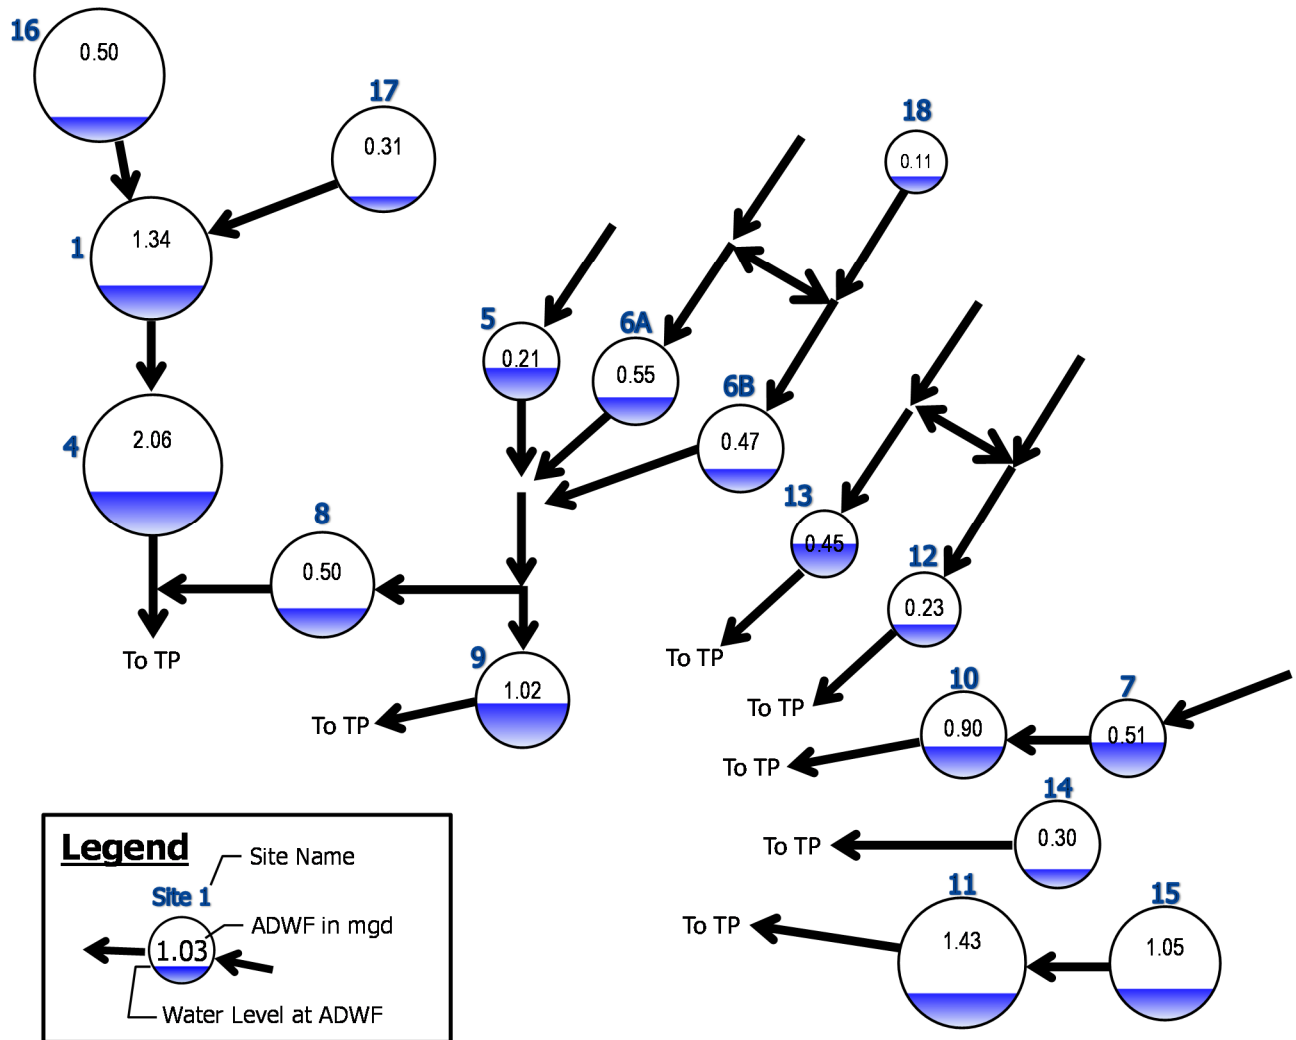 16
0.50
17
0.31
18
0.11
1
1.34
5
0.21
6A
0.55
6B
0.47
4
2.06
8
0.50
13
0.45
12
0.23
To TP
9
1.02
To TP
To TP
To TP
10
0.90
7
0.51
To TP
14
0.30
To TP
11
1.43
15
1.05
To TP
Legend
Site Name
Site 1
ADWF in mgd
1.03
Water Level at ADWF